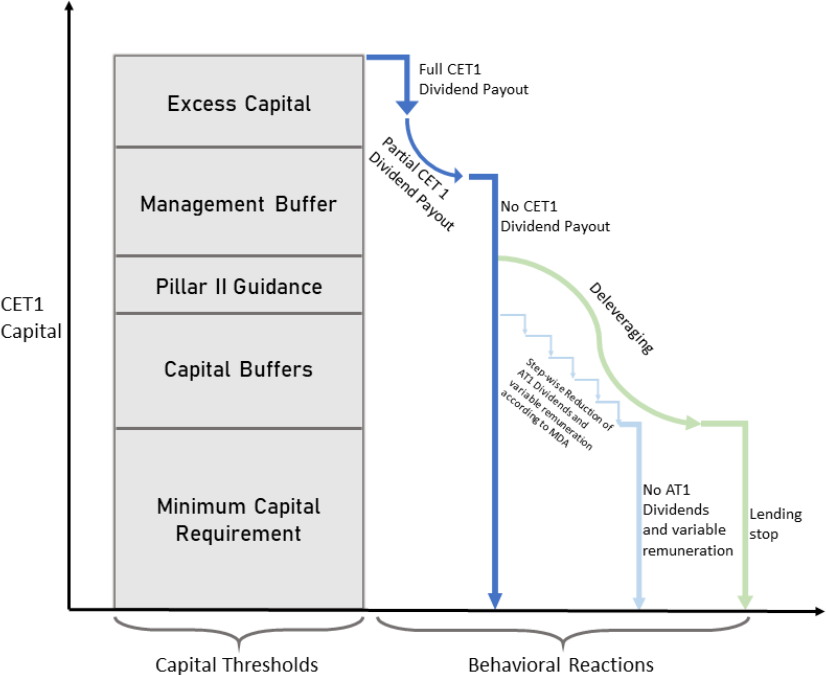 CET1
Capital
Excess Capital
Management Buffer
Pillar II Guidance
Capital Buffers
Minimum Capital
Requirement
Full CET1
Dividend Payout
Partial CET 1
Dividend Payout
No CET1
Dividend Payout
Deleveraging
Step-wise Reduction of
AT1 Dividends and
variable remuneration
according to MDA
No AT1
Dividends
and variable
remuneration
Lending
stop
Capital Thresholds
Behavioral Reactions